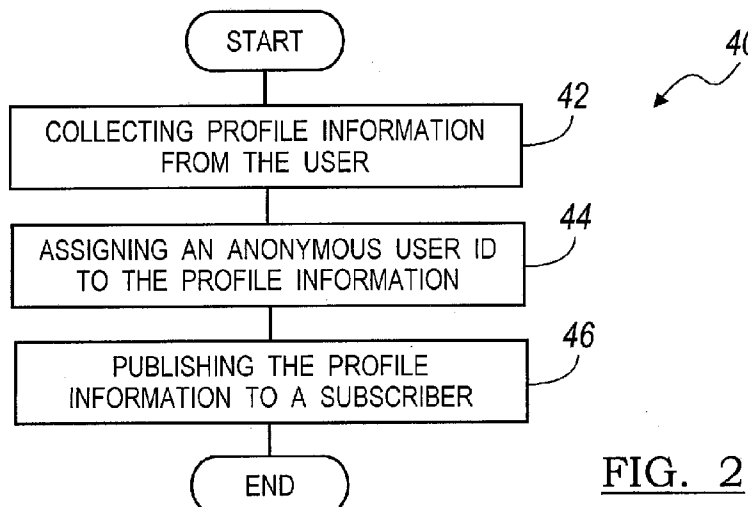 START
40
42
COLLECTING PROFILE INFORMATION
FROM THE USER
44
ASSIGNING AN ANONYMOUS USER ID
TO THE PROFILE INFORMATION
46
PUBLISHING THE PROFILE
INFORMATION TO A SUBSCRIBER
END
FIG. 2